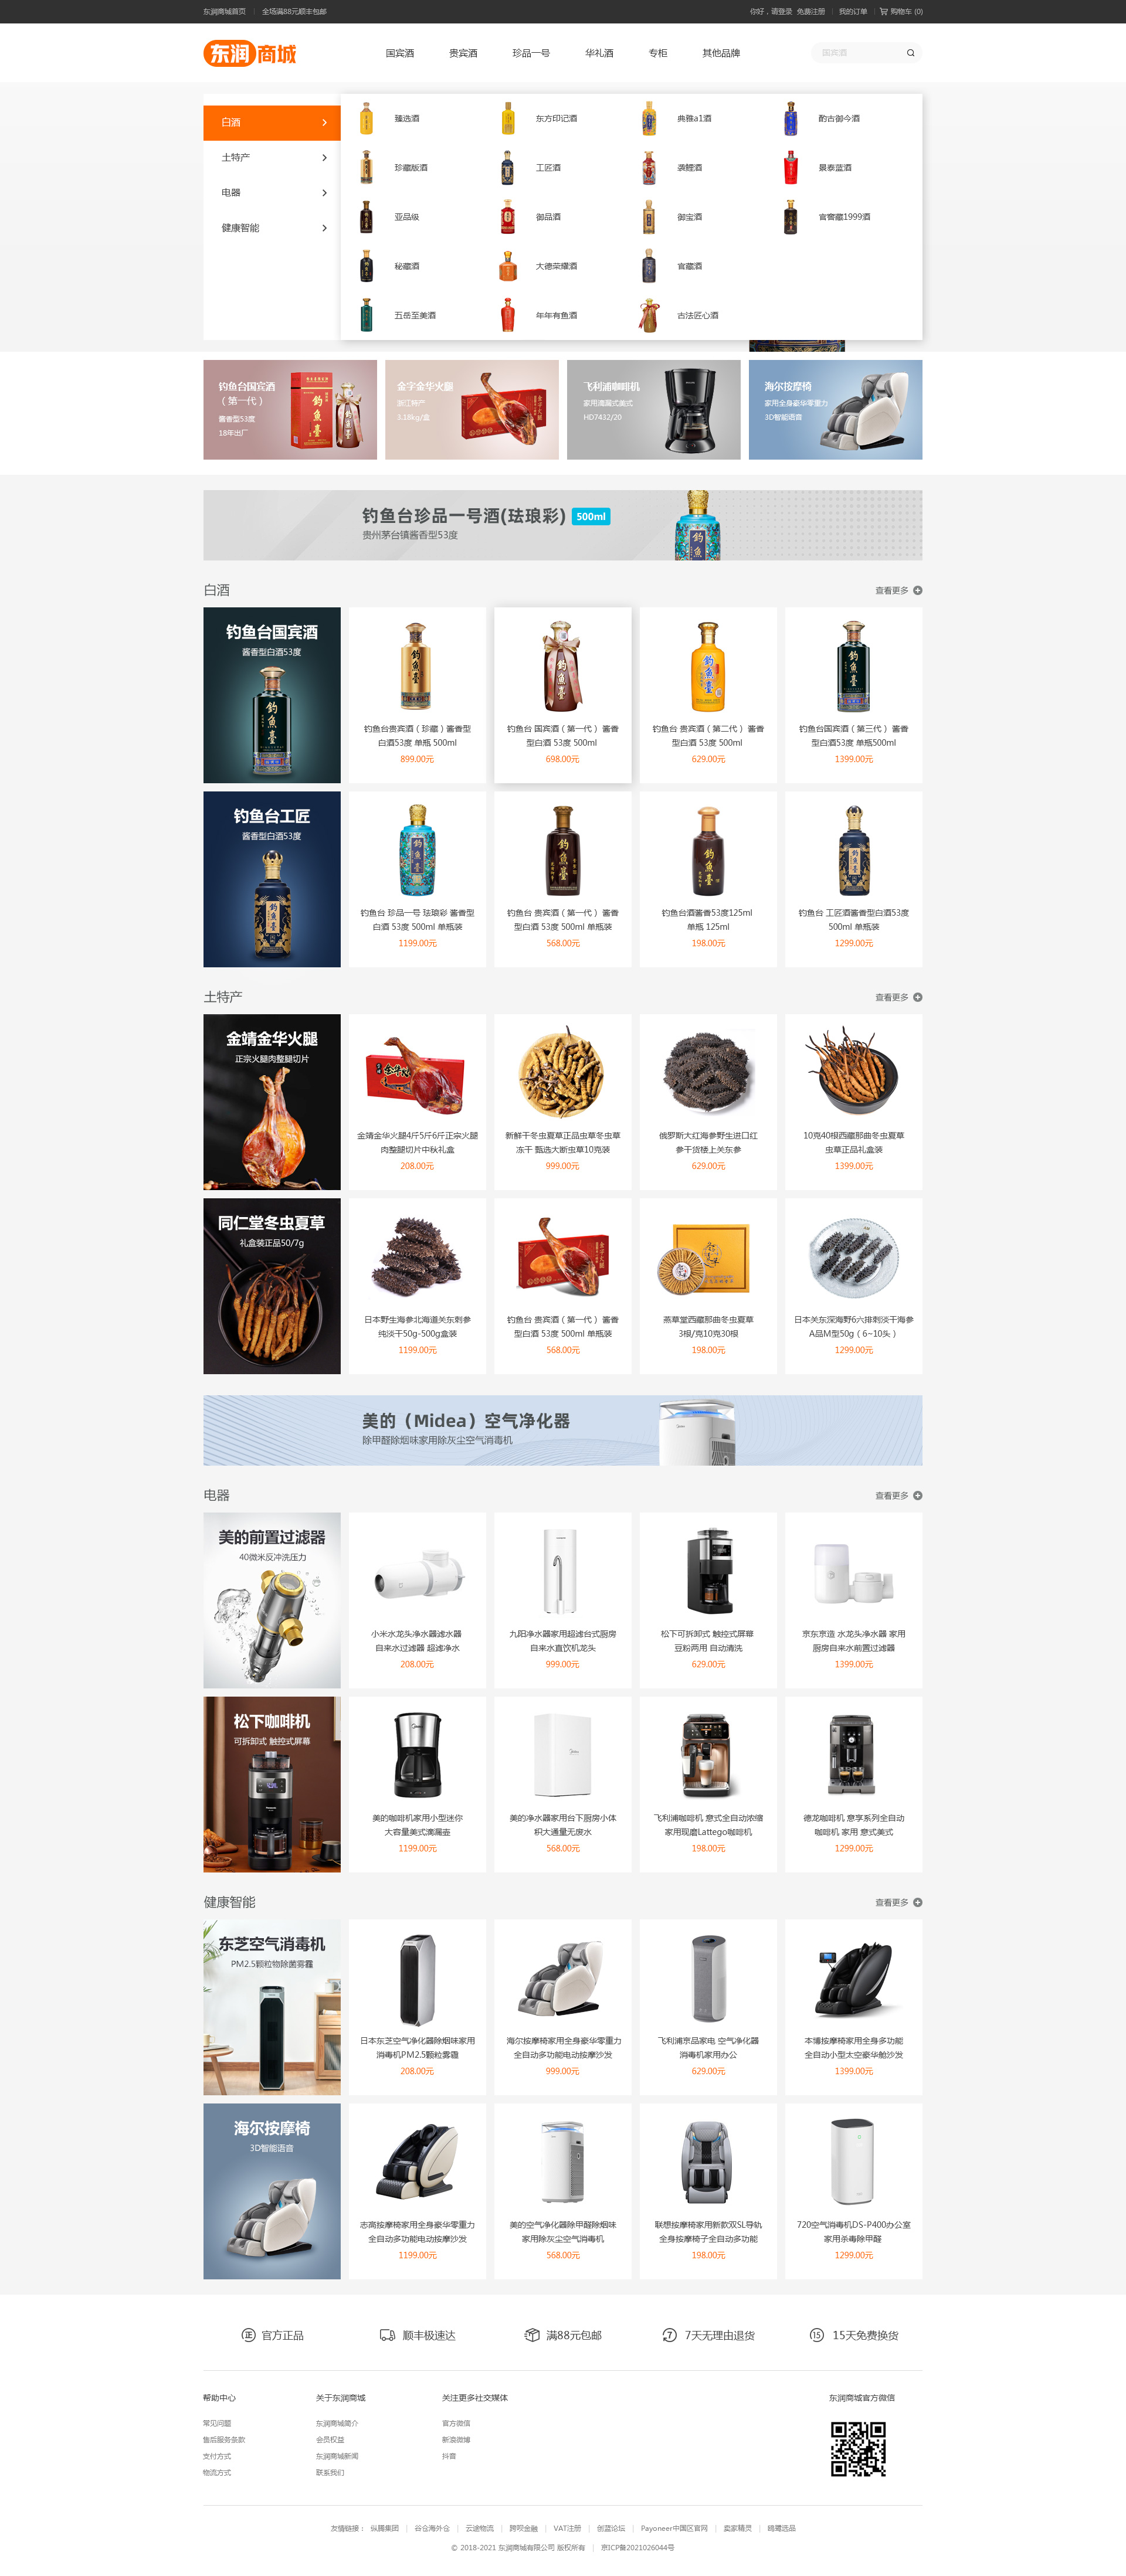 东润商城首页 | 全场满88元顺丰包邮
你好，请登录 免费注册 | 我的订单 | 购物车 (0)
东润商城
国宾酒 贵宾酒 珍品一号 华礼酒 专柜 其他品牌
国宾酒
白酒
土特产
电器
健康智能
臻选酒 东方印记酒 典雅a1酒 酌古御今酒
珍藏版酒 工匠酒 袭鳢酒 景泰蓝酒
亚品级 御品酒 御宝酒 官窖藏1999酒
秘藏酒 大德荣耀酒 官藏酒
五岳至美酒 年年有鱼酒 古法匠心酒
钓鱼台国宾酒
（第一代）
酱香型53度
18年出厂
金字金华火腿
浙江特产
3.18kg/盒
飞利浦咖啡机
家用滴漏式美式
HD7432/20
海尔按摩椅
家用全身豪华零重力
3D智能语音
钓鱼台珍品一号酒(珐琅彩) 500ml
贵州茅台镇酱香型53度
白酒
查看更多
钓鱼台国宾酒
酱香型白酒53度
钓鱼台贵宾酒（珍藏）酱香型
白酒53度 单瓶 500ml
899.00元
钓鱼台 国宾酒（第一代） 酱香
型白酒 53度 500ml
698.00元
钓鱼台 贵宾酒（第二代） 酱香
型白酒 53度 500ml
629.00元
钓鱼台国宾酒（第三代） 酱香
型白酒53度 单瓶500ml
1399.00元
钓鱼台工匠
酱香型白酒53度
钓鱼台 珍品一号 珐琅彩 酱香型
白酒 53度 500ml 单瓶装
1199.00元
钓鱼台 贵宾酒（第一代） 酱香
型白酒 53度 500ml 单瓶装
568.00元
钓鱼台酒酱香53度125ml
单瓶 125ml
198.00元
钓鱼台 工匠酒酱香型白酒53度
500ml 单瓶装
1299.00元
土特产
查看更多
金靖金华火腿
正宗火腿肉整腿切片
金靖金华火腿4斤5斤6斤正宗火腿
肉整腿切片中秋礼盒
208.00元
新鲜干冬虫夏草正品虫草冬虫草
冻干 甄选大断虫草10克装
999.00元
俄罗斯大红海参野生进口红
参干货楼上关东参
629.00元
10克40根西藏那曲冬虫夏草
虫草正品礼盒装
1399.00元
同仁堂冬虫夏草
礼盒装正品50/7g
日本野生海参北海道关东刺参
纯淡干50g-500g盒装
1199.00元
钓鱼台 贵宾酒（第一代） 酱香
型白酒 53度 500ml 单瓶装
568.00元
燕草堂西藏那曲冬虫夏草
3根/克10克30根
198.00元
日本关东深海野6六排刺淡干海参
A品M型50g（6~10头）
1299.00元
美的（Midea）空气净化器
除甲醛除烟味家用除灰尘空气消毒机
电器
查看更多
美的前置过滤器
40微米反冲洗压力
小米水龙头净水器滤水器
自来水过滤器 超滤净水
208.00元
九阳净水器家用超滤台式厨房
自来水直饮机龙头
999.00元
松下可拆卸式 触控式屏幕
豆粉两用 自动清洗
629.00元
京东京造 水龙头净水器 家用
厨房自来水前置过滤器
1399.00元
松下咖啡机
可拆卸式 触控式屏幕
美的咖啡机家用小型迷你
大容量美式滴漏壶
1199.00元
美的净水器家用台下厨房小体
积大通量无废水
568.00元
飞利浦咖啡机 意式全自动浓缩
家用现磨Lattego咖啡机
198.00元
德龙咖啡机 意享系列全自动
咖啡机 家用 意式美式
1299.00元
健康智能
查看更多
东芝空气消毒机
PM2.5颗粒物除菌雾霾
日本东芝空气净化器除烟味家用
消毒机PM2.5颗粒雾霾
208.00元
海尔按摩椅家用全身豪华零重力
全自动多功能电动按摩沙发
999.00元
飞利浦京品家电 空气净化器
消毒机家用办公
629.00元
本博按摩椅家用全身多功能
全自动小型太空豪华舱沙发
1399.00元
海尔按摩椅
3D智能语音
志高按摩椅家用全身豪华零重力
全自动多功能电动按摩沙发
1199.00元
美的空气净化器除甲醛除烟味
家用除灰尘空气消毒机
568.00元
联想按摩椅家用新款双SL导轨
全身按摩椅子全自动多功能
198.00元
720空气消毒机DS-P400办公室
家用杀毒除甲醛
1299.00元
正 官方正品 顺丰极速达 满88元包邮 7 7天无理由退货 15 15天免费换货
帮助中心
常见问题
售后服务条款
支付方式
物流方式
关于东润商城
东润商城简介
会员权益
东润商城新闻
联系我们
关注更多社交媒体
官方微信
新浪微博
抖音
东润商城官方微信
友情链接： 纵腾集团 | 谷仓海外仓 | 云途物流 | 跨呗金融 | VAT注册 | 创蓝论坛 | Payoneer中国区官网 | 卖家精灵 | 鸥鹭选品
© 2018-2021 东润商城有限公司 版权所有 | 京ICP备2021026044号